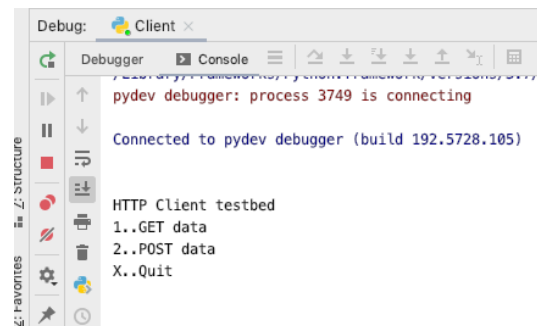 Debug: Client
Debugger Console
pydev debugger: process 3749 is connecting
Connected to pydev debugger (build 192.5728.105)
HTTP Client testbed
1..GET data
2..POST data
X..Quit
Z: Structure
Favorites